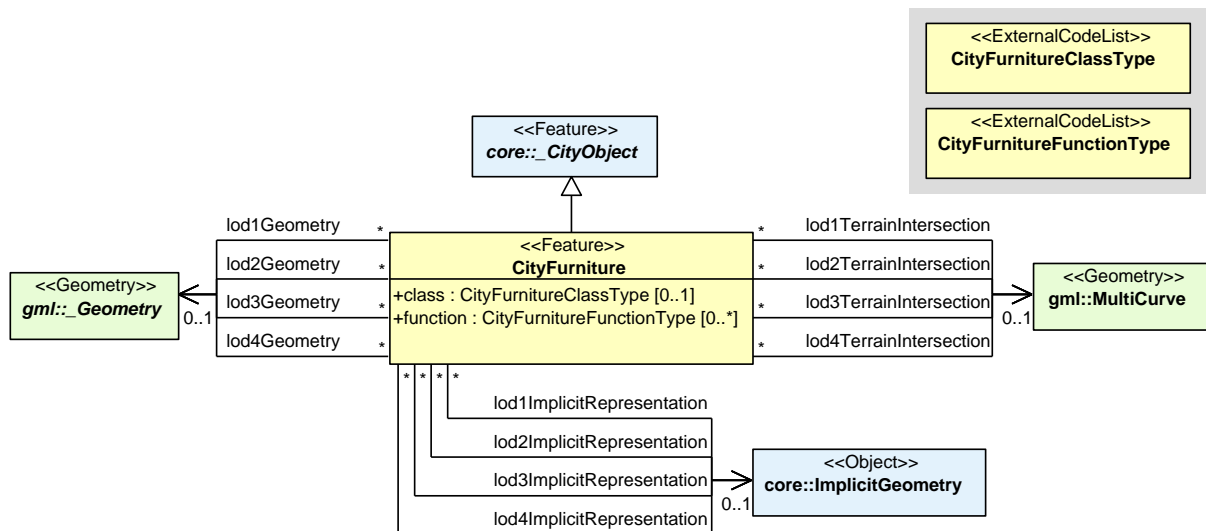 <<ExternalCodeList>>
CityFurnitureClassType
<<ExternalCodeList>>
CityFurnitureFunctionType
<<Feature>>
core::_CityObject
lod1Geometry
*
lod2Geometry
*
lod3Geometry
*
lod4Geometry
*
<<Geometry>>
gml::_Geometry
0..1
<<Feature>>
CityFurniture
+class : CityFurnitureClassType [0..1]
+function : CityFurnitureFunctionType [0..*]
*
lod1TerrainIntersection
*
lod2TerrainIntersection
*
lod3TerrainIntersection
*
lod4TerrainIntersection
<<Geometry>>
gml::MultiCurve
0..1
* * * *
lod1ImplicitRepresentation
lod2ImplicitRepresentation
lod3ImplicitRepresentation
lod4ImplicitRepresentation
<<Object>>
core::ImplicitGeometry
0..1